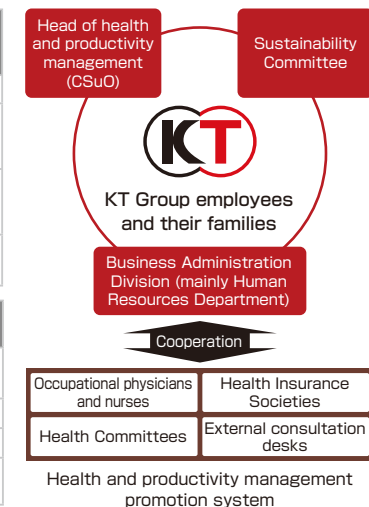 Head of health
and productivity
management
(CSuO)
Sustainability
Committee
KT
KT Group employees
and their families
Business Administration
Division (mainly Human
Resources Department)
Cooperation
Occupational physicians
and nurses
Health Insurance
Societies
Health Committees
External consultation
desks
Health and productivity management
promotion system